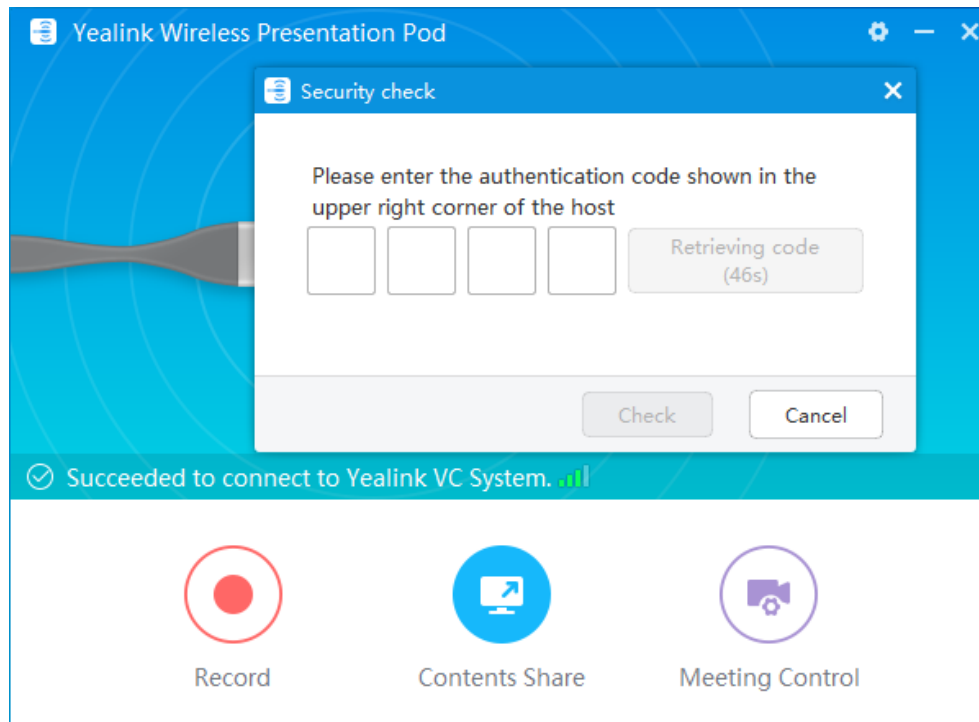 Yealink Wireless Presentation Pod
Security check
Please enter the authentication code shown in the
upper right corner of the host
Retrieving code
(46s)
Check
Cancel
Succeeded to connect to Yealink VC System.
Record
Contents Share
Meeting Control